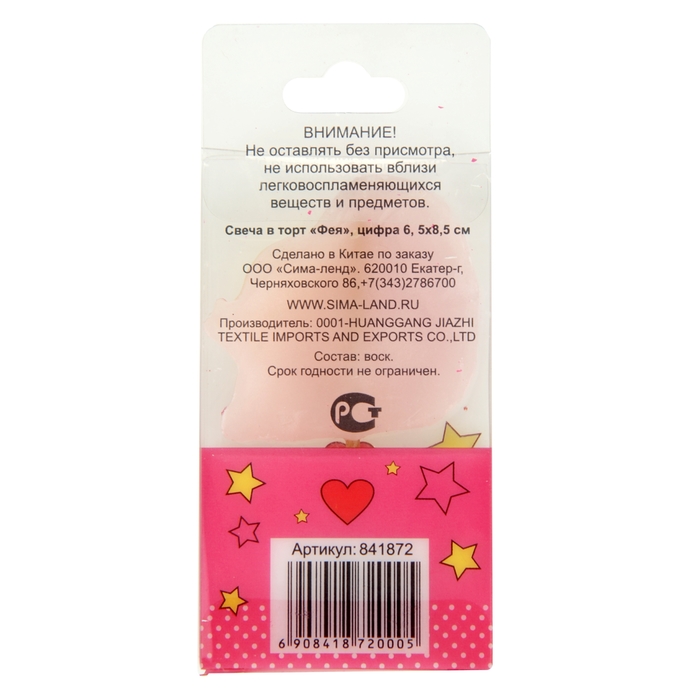 ВНИМАНИЕ!
Не оставлять без присмотра,
не использовать вблизи
легковоспламеняющихся
веществ и предметов.
Свеча в торт «Фея», цифра 6, 5х8,5 см
Сделано в Китае по заказу
ООО «Сима-ленд». 620010 Екатер-г,
Черняховского 86,+7(343)2786700
WWW.SIMA-LAND.RU
Производитель: 0001-HUANGGANG JIAZHI
TEXTILE IMPORTS AND EXPORTS CO.,LTD
Состав: воск.
Срок годности не ограничен.
РСТ
Артикул: 841872
6 908418 720005